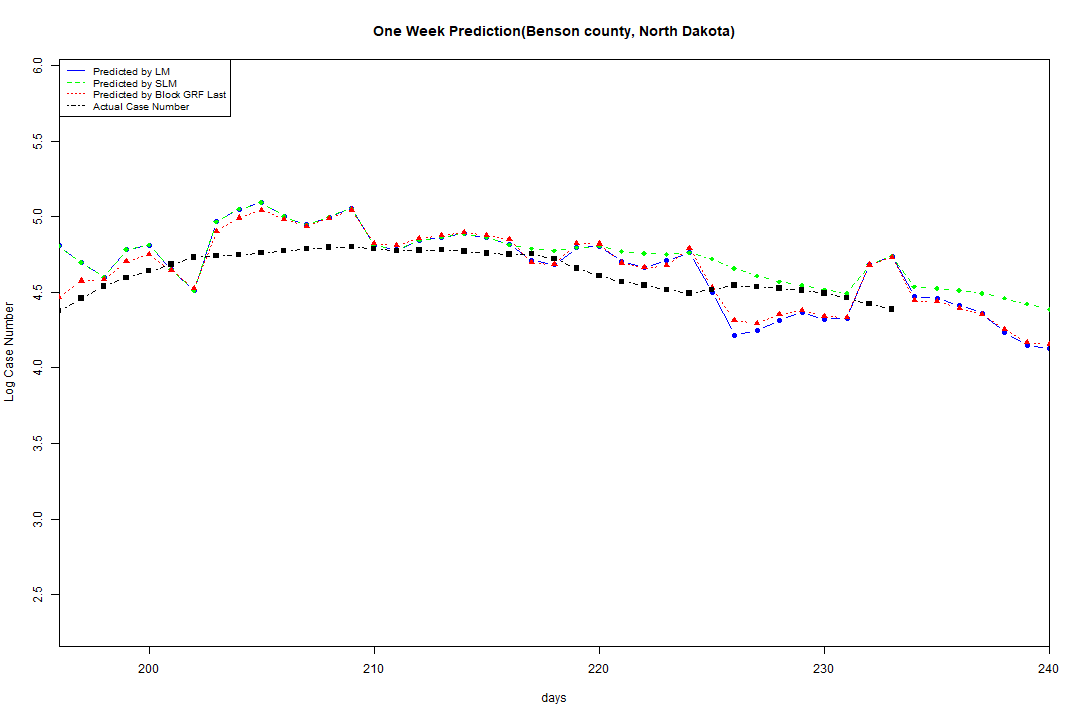 One Week Prediction(Benson county, North Dakota)
Predicted by LM
Predicted by SLM
Predicted by Block GRF Last
Actual Case Number
6.0
5.5
5.0
4.5
4.0
3.5
3.0
2.5
Log Case Number
200 210 220 230 240
days